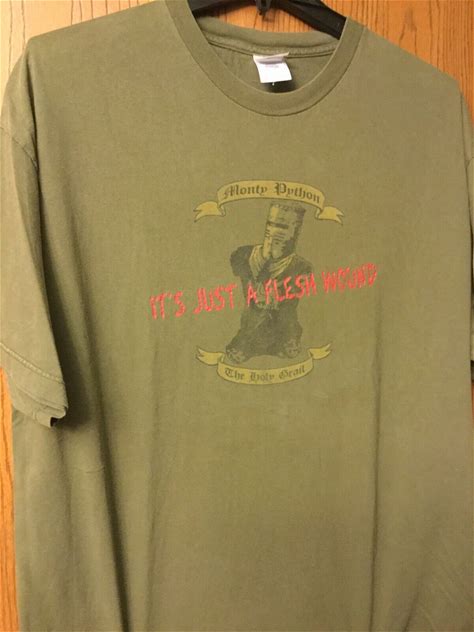 Monty Python
IT'S JUST A FLESH WOUND
The Holy Grail